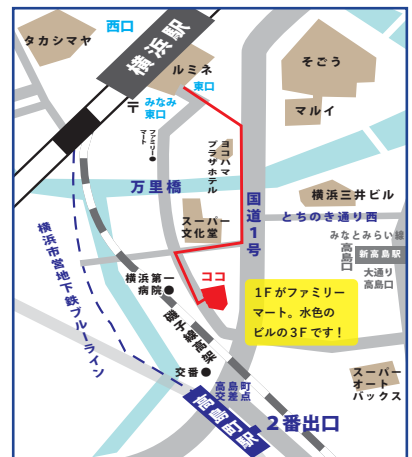 西口
タカシマヤ
横浜駅
ルミネ
東口
そごう
〒
みなみ
東口
マルイ
ファミリー
マート
ヨコハマ
プラザホテル
万里橋
国道1号
横浜三井ビル
とちのき通り西
スーパー
文化堂
みなとみらい線
高島口
新高島駅
大通り
高島口
横浜市営地下鉄ブルーライン
横浜第一
病院
ココ
1Fがファミリー
マート。水色の
ビルの3Fです!
磯子線高架
交番
高島町
交差点
スーパー
オート
バックス
高島町駅
2番出口